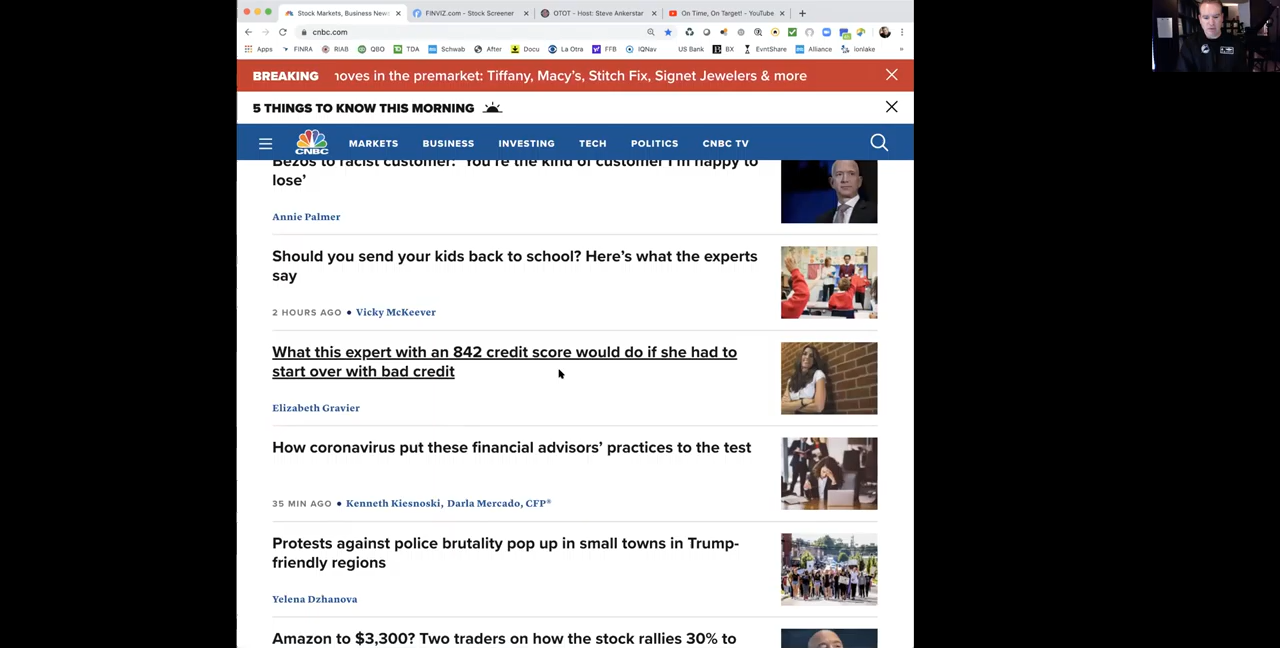 Stock Markets, Business News
FINVIZ.com - Stock Screener
OTOT - Host: Steve Ankerstar
On Time, On Target! - YouTube
cnbc.com
Apps
FINRA
RIAB
QBO
TDA
Schwab
After
Docu
La Otra
FFB
IQNav
US Bank
BX
EvntShare
Alliance
ionlake
»
BREAKING
noves in the premarket: Tiffany, Macy's, Stitch Fix, Signet Jewelers & more
5 THINGS TO KNOW THIS MORNING
CNBC
MARKETS
BUSINESS
INVESTING
TECH
POLITICS
CNBC TV
Bezos to racist customer: 'You're the kind of customer I'm happy to
lose'
Annie Palmer
Should you send your kids back to school? Here's what the experts
say
2 HOURS AGO • Vicky McKeever
What this expert with an 842 credit score would do if she had to
start over with bad credit
Elizabeth Gravier
How coronavirus put these financial advisors' practices to the test
35 MIN AGO • Kenneth Kiesnoski, Darla Mercado, CFP®
Protests against police brutality pop up in small towns in Trump-
friendly regions
Yelena Dzhanova
Amazon to $3,300? Two traders on how the stock rallies 30% to